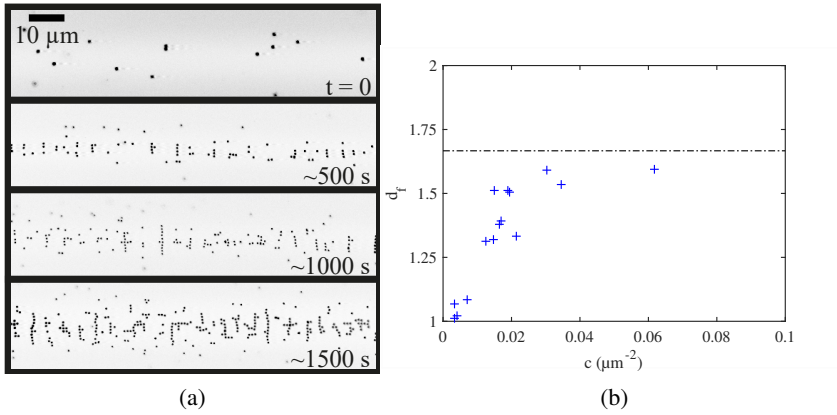 10 µm
t = 0
~500 s
~1000 s
~1500 s
(a)
2
1.75
1.5
1.25
1
d_f
0 0.02 0.04 0.06 0.08 0.1
c (µm⁻²)
(b)